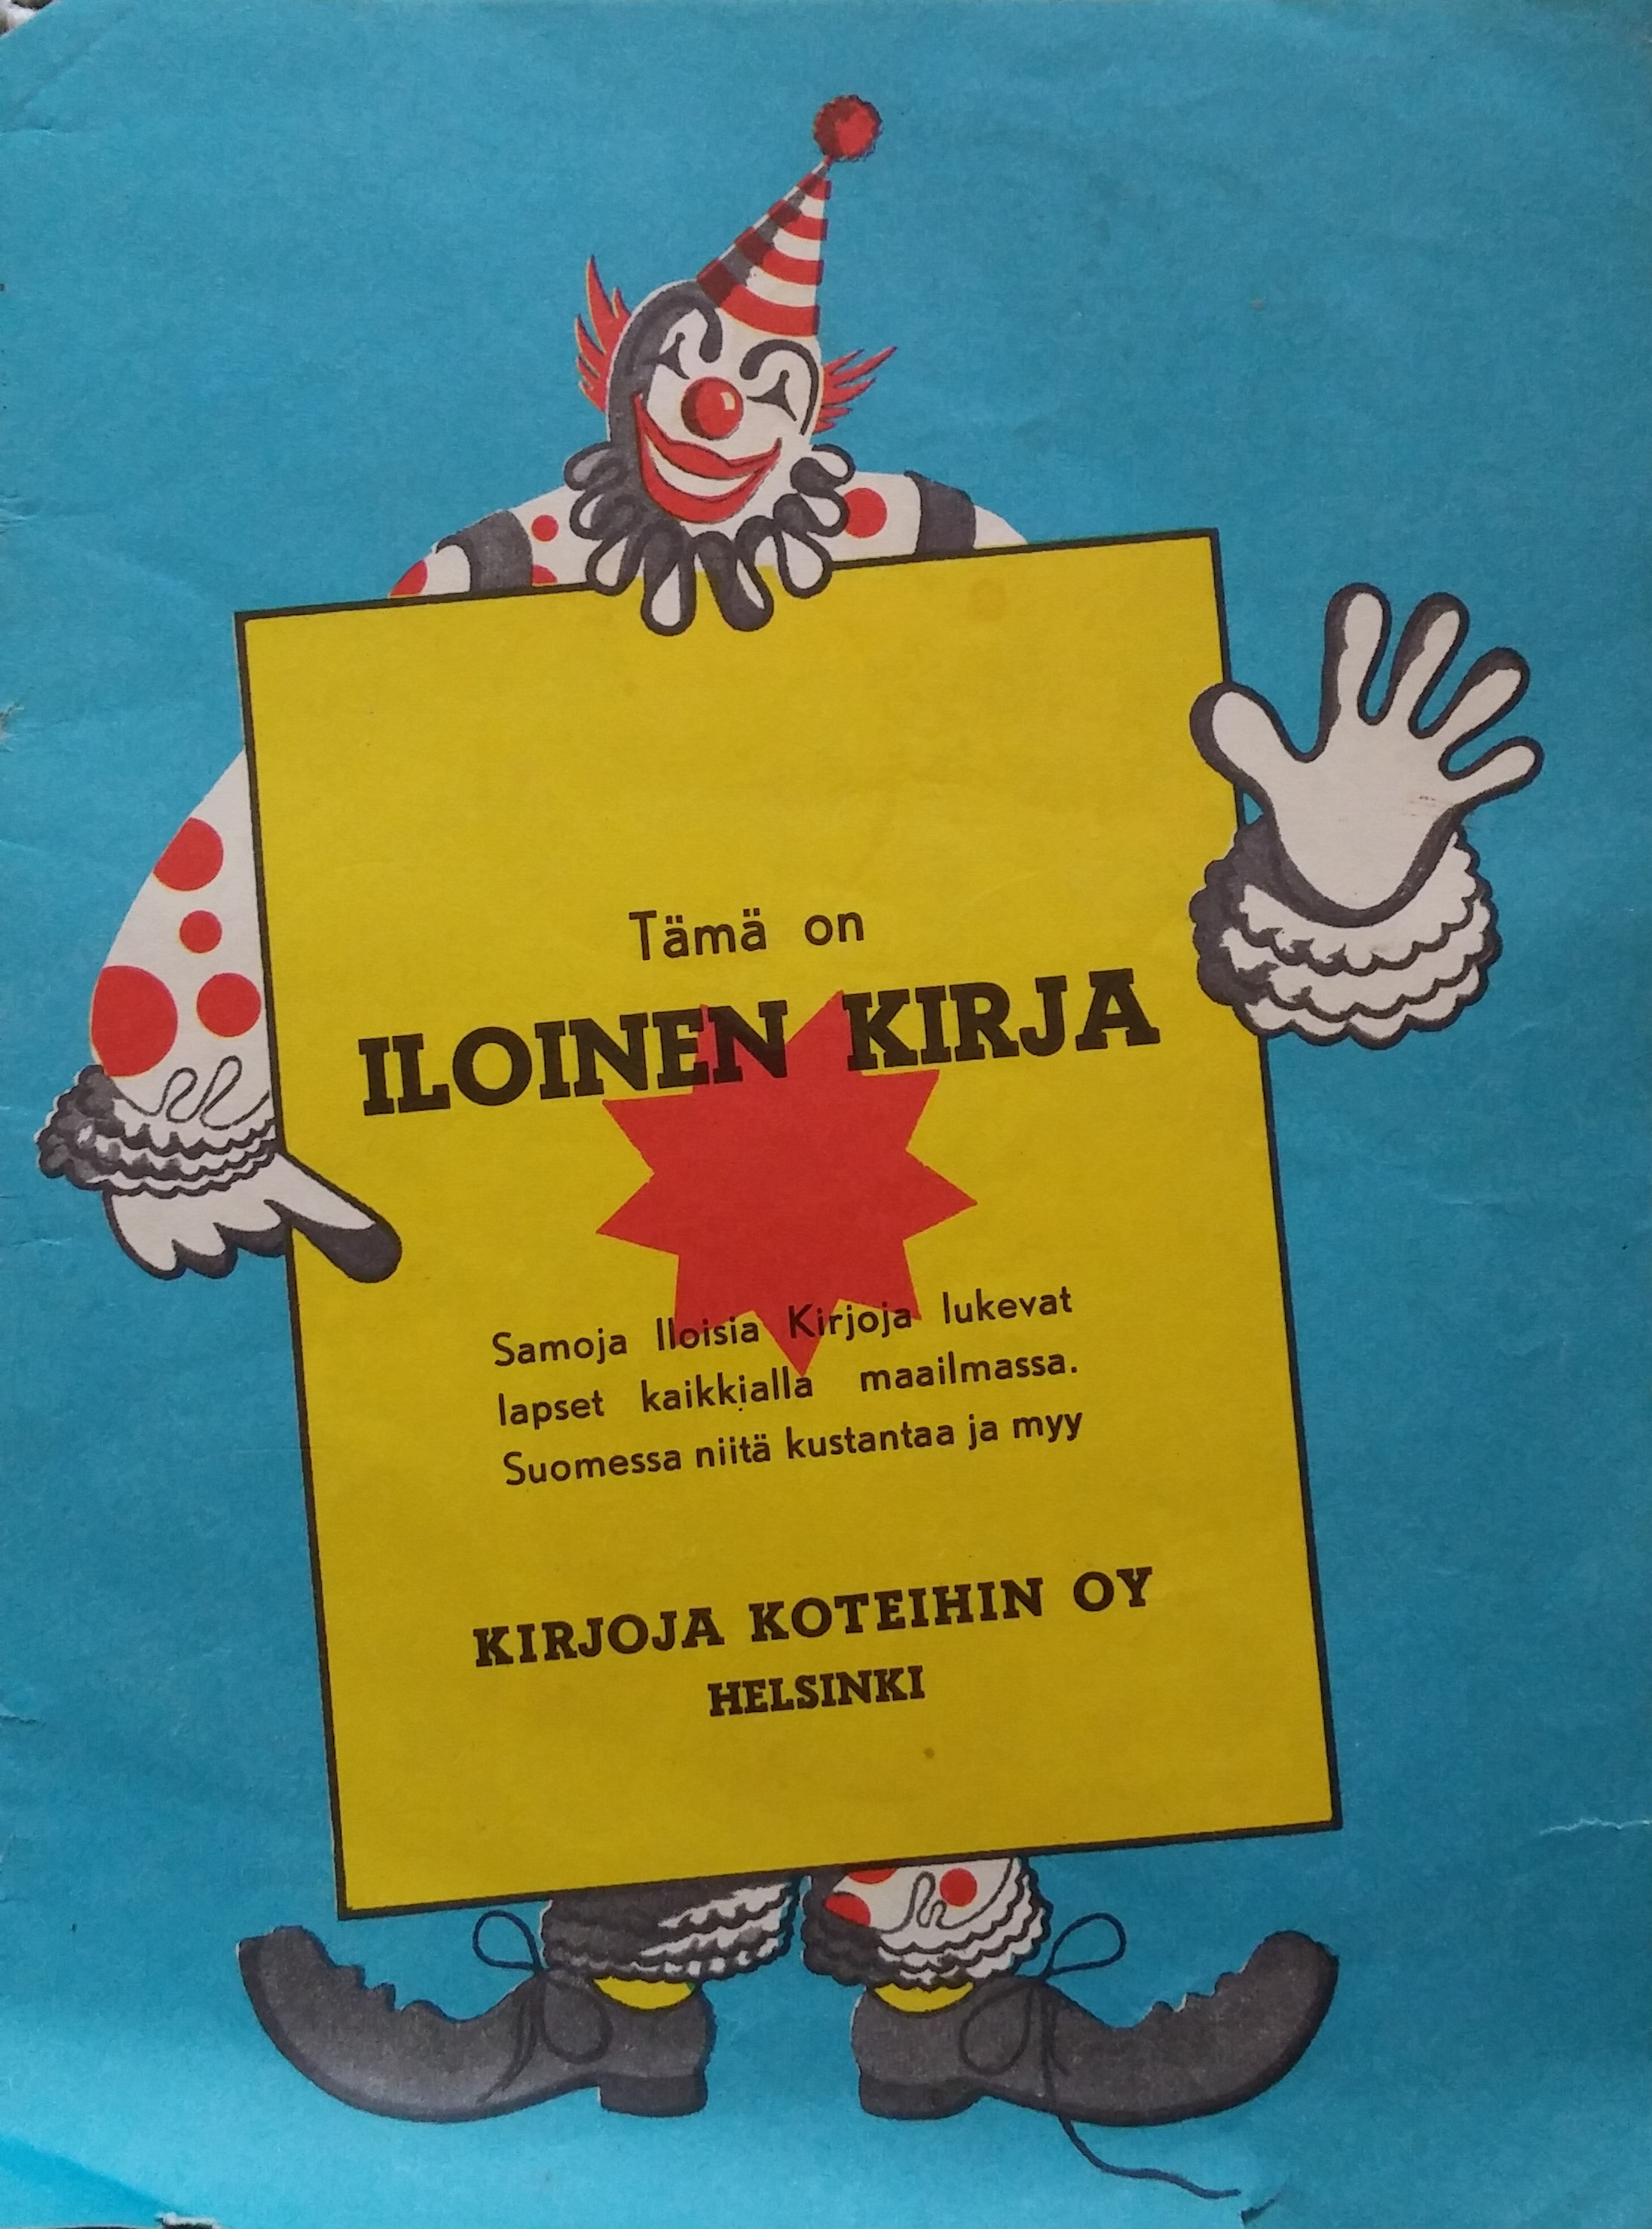 Tämä on
ILOINEN KIRJA
Samoja Iloisia Kirjoja lukevat
lapset kaikkialla maailmassa.
Suomessa niitä kustantaa ja myy
KIRJOJA KOTEIHIN OY
HELSINKI